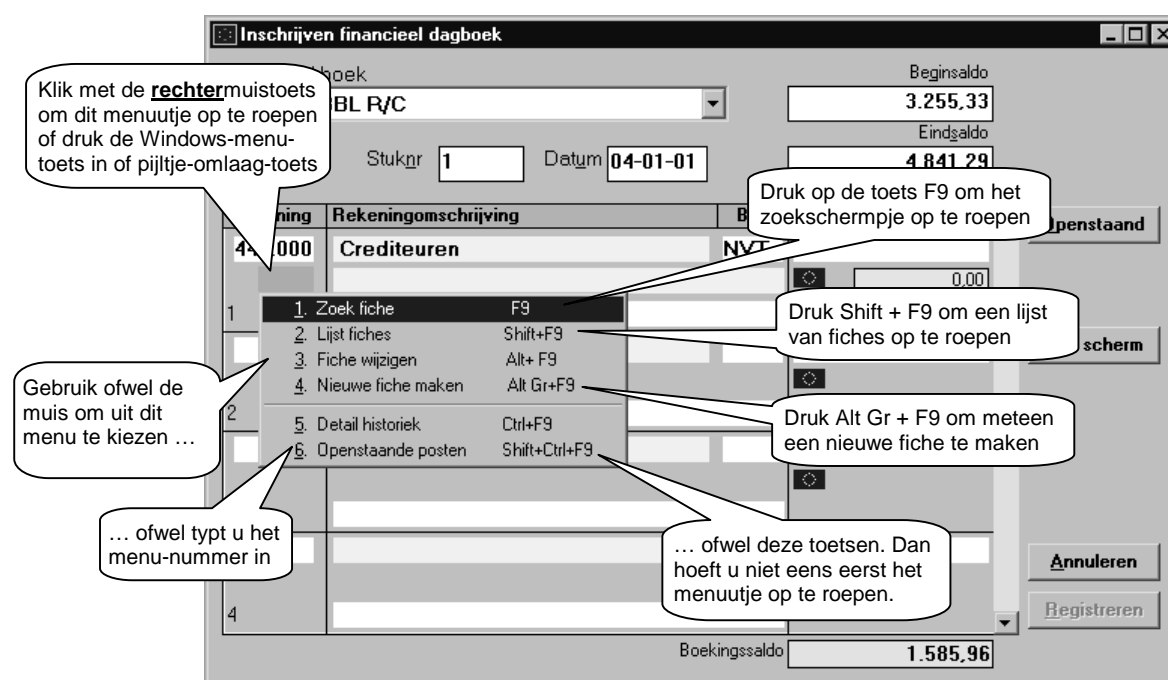 Inschrijven financieel dagboek
Klik met de rechtermuistoets
om dit menuutje op te roepen
of druk de Windows-menu-
toets in of pijltje-omlaag-toets
Beginsaldo
BBL R/C
3.255,33
Eindsaldo
Stuknr 1 Datum 04-01-01
4.841,29
Druk op de toets F9 om het
zoekschermpje op te roepen
Rekeningomschrijving
Openstaand
Crediteuren
NVT
0,00
1
1. Zoek fiche F9
2. Lijst fiches Shift+F9
3. Fiche wijzigen Alt+ F9
4. Nieuwe fiche maken Alt Gr+F9
5. Detail historiek Ctrl+F9
6. Openstaande posten Shift+Ctrl+F9
Druk Shift + F9 om een lijst
van fiches op te roepen
scherm
Gebruik ofwel de
muis om uit dit
menu te kiezen …
2
Druk Alt Gr + F9 om meteen
een nieuwe fiche te maken
… ofwel typt u het
menu-nummer in
… ofwel deze toetsen. Dan
hoeft u niet eens eerst het
menuutje op te roepen.
Annuleren
4
Registreren
Boekingssaldo 1.585,96